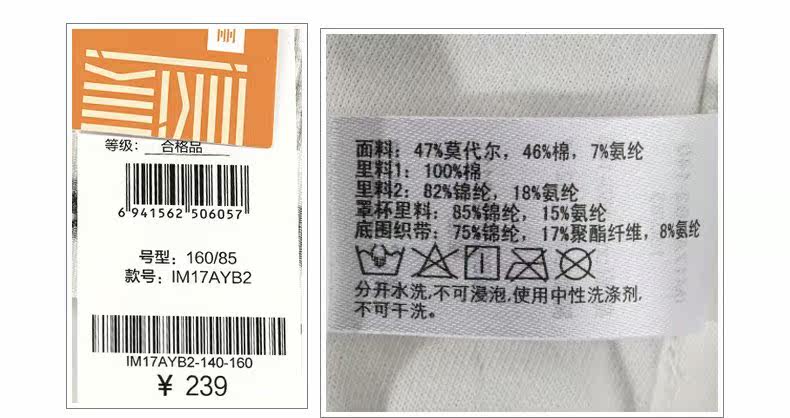 等级： 合格品
6 941562 506057
号型：160/85
款号：IM17AYB2
IM17AYB2-140-160
¥ 239
面料：47%莫代尔，46%棉，7%氨纶
里料1：100%棉
里料2：82%锦纶，18%氨纶
罩杯里料：85%锦纶，15%氨纶
底围织带：75%锦纶，17%聚酯纤维，8%氨纶
分开水洗,不可浸泡,使用中性洗涤剂,
不可干洗。